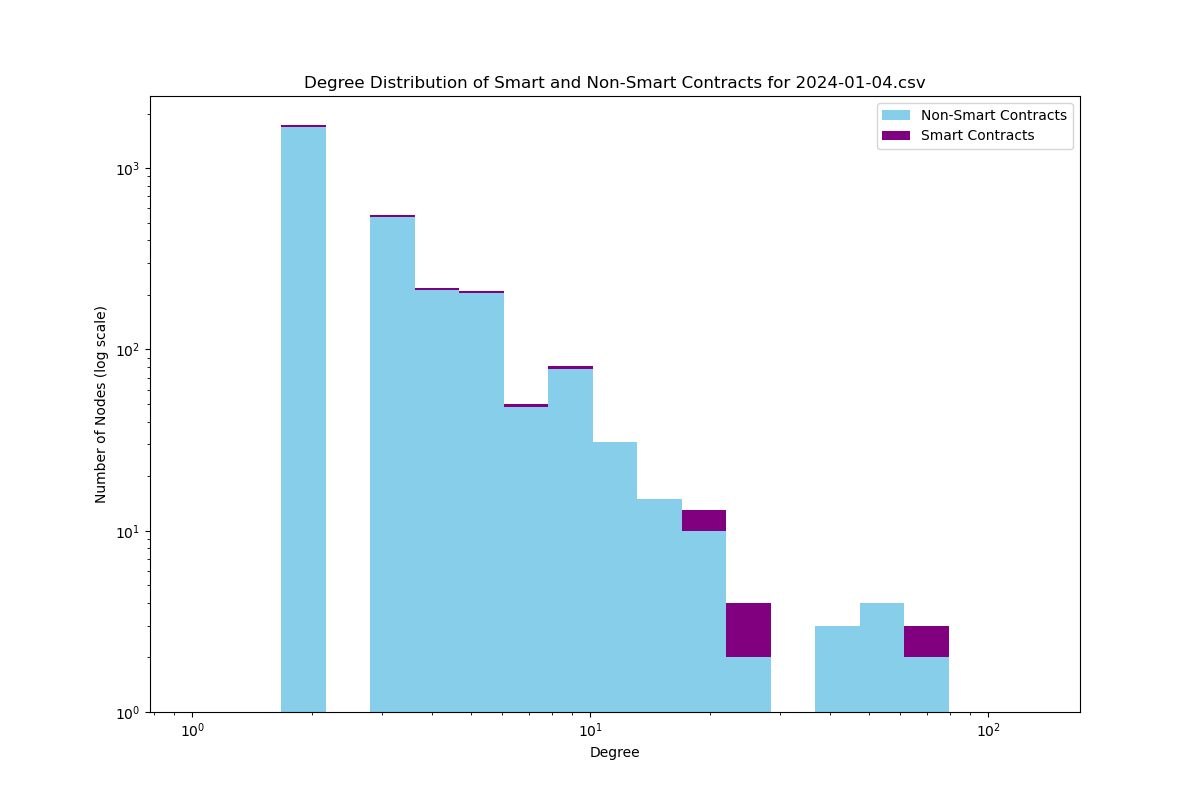 Degree Distribution of Smart and Non-Smart Contracts for 2024-01-04.csv
Non-Smart Contracts
Smart Contracts
Number of Nodes (log scale)
10³
10²
10¹
10⁰
10⁰ 10¹ 10²
Degree